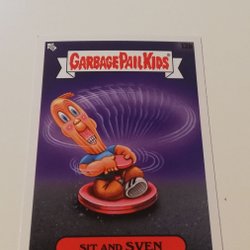 GARBAGE PAIL KIDS
SIT AND SVEN